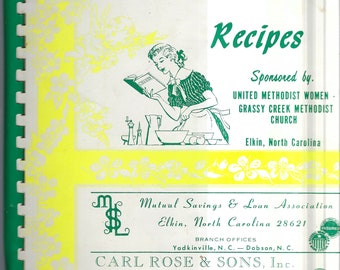 Recipes
Sponsored by.
UNITED METHODIST WOMEN -
GRASSY CREEK METHODIST
CHURCH
Elkin, North Carolina
MSL
Mutual Savings & Loan Association
Elkin, North Carolina 28621
BRANCH OFFICES
Yadkinville, N. C. — Dobson, N. C.
CARL ROSE & SONS, Inc.